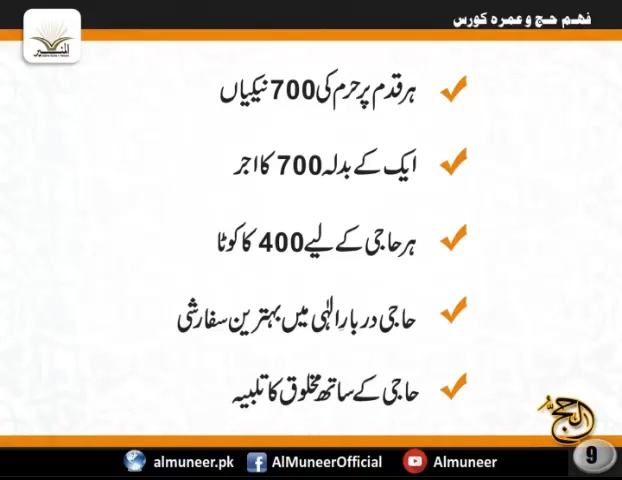 فہم حج و عمرہ کورس
المنیر
ہر قدم پر حرم کی 700 نیکیاں
ایک کے بدلہ 700 کا اجر
ہر حاجی کے لیے 400 کا کوٹا
حاجی دربارِ الٰہی میں بہترین سفارشی
حاجی کے ساتھ مخلوق کا تلبیہ
الحج
9
almuneer.pk AlMuneerOfficial Almuneer